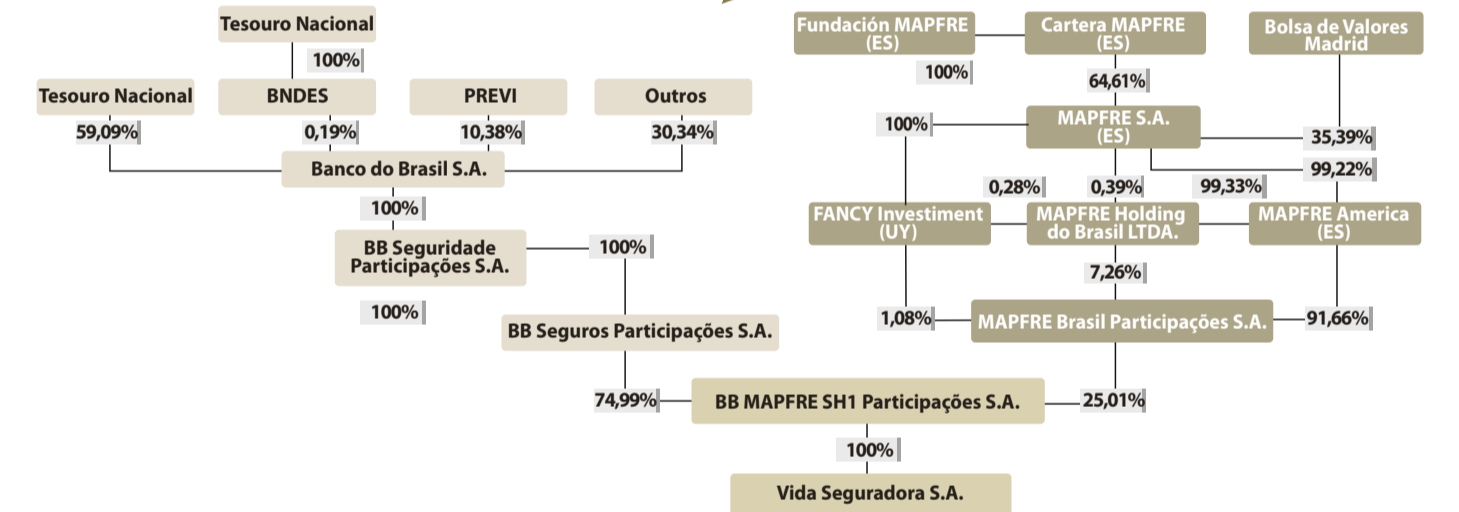 Tesouro Nacional
100%
Tesouro Nacional
BNDES
PREVI
Outros
59,09%
0,19%
10,38%
30,34%
Banco do Brasil S.A.
100%
BB Seguridade
Participações S.A.
100%
100%
BB Seguros Participações S.A.
74,99%
Fundación MAPFRE
(ES)
Cartera MAPFRE
(ES)
Bolsa de Valores
Madrid
100%
64,61%
MAPFRE S.A.
(ES)
100%
35,39%
99,22%
0,28%
0,39%
99,33%
FANCY Investiment
(UY)
MAPFRE Holding
do Brasil LTDA.
MAPFRE America
(ES)
7,26%
1,08%
MAPFRE Brasil Participações S.A.
91,66%
BB MAPFRE SH1 Participações S.A.
25,01%
100%
Vida Seguradora S.A.